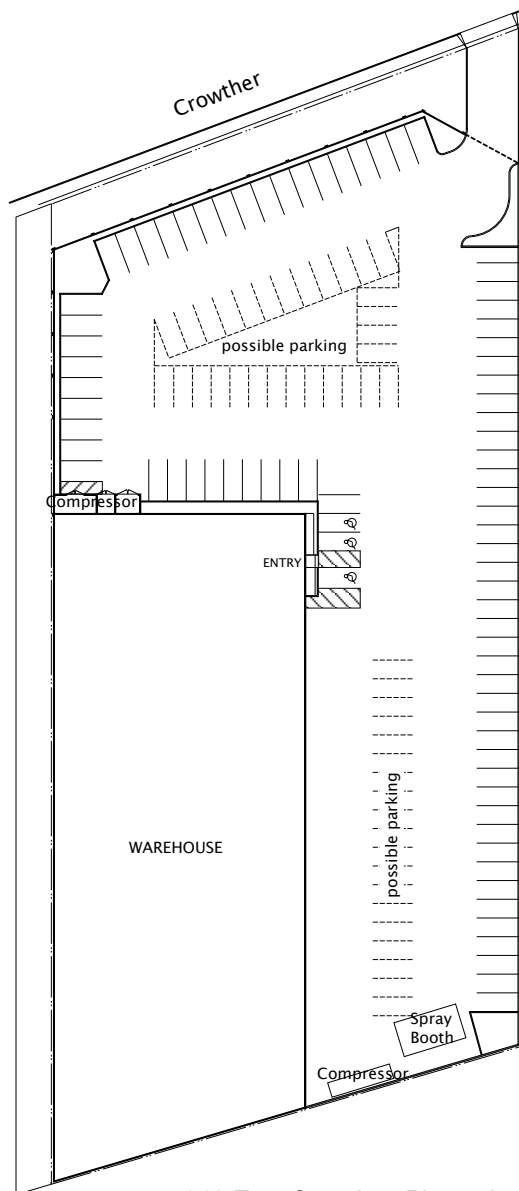 Crowther
possible parking
Compressor
ENTRY
possible parking
WAREHOUSE
Spray
Booth
Compressor